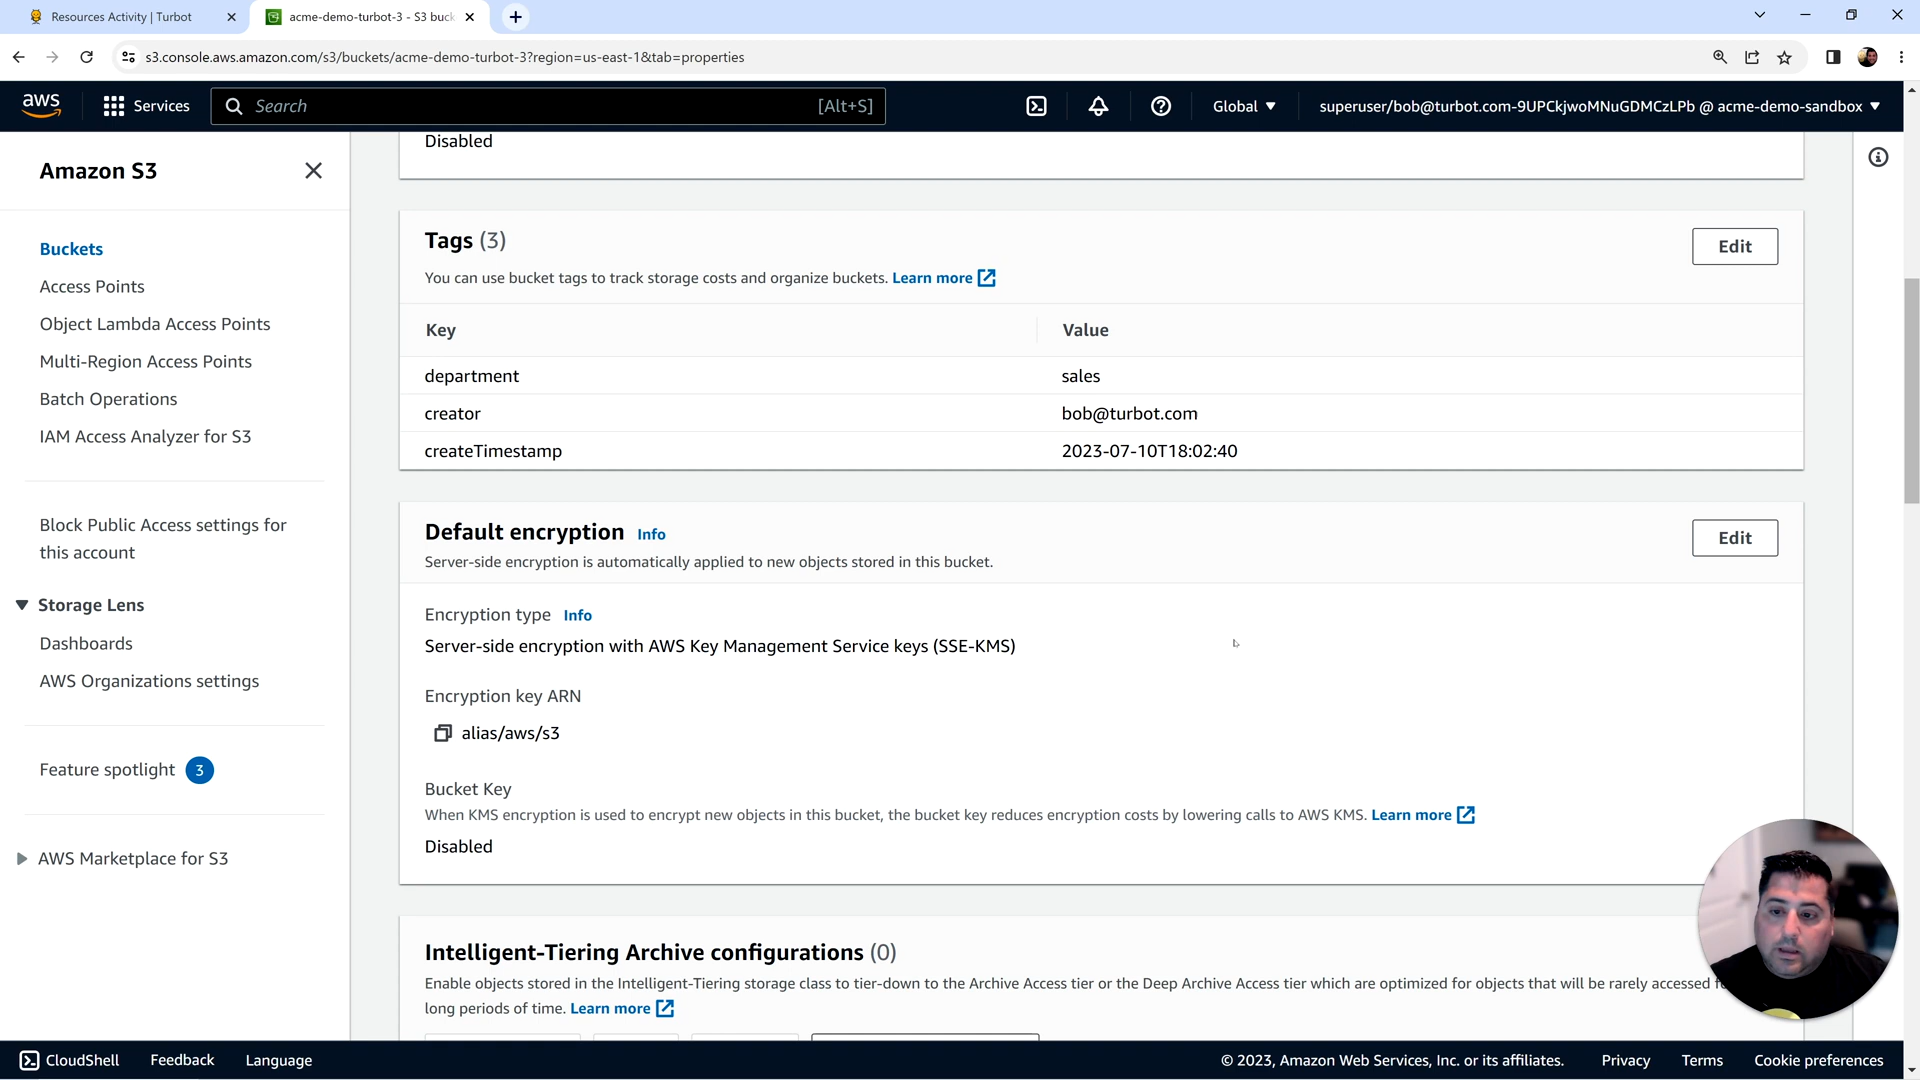 Resources Activity | Turbot
acme-demo-turbot-3 - S3 buck
s3.console.aws.amazon.com/s3/buckets/acme-demo-turbot-3?region=us-east-1&tab=properties
aws
Services
Search
[Alt+S]
Global
superuser/bob@turbot.com-9UPCkjwoMNuGDMCzLPb @ acme-demo-sandbox
Amazon S3
Buckets
Access Points
Object Lambda Access Points
Multi-Region Access Points
Batch Operations
IAM Access Analyzer for S3
Block Public Access settings for
this account
Storage Lens
Dashboards
AWS Organizations settings
Feature spotlight 3
AWS Marketplace for S3
Disabled
Tags (3)
Edit
You can use bucket tags to track storage costs and organize buckets. Learn more
Key Value
department sales
creator bob@turbot.com
createTimestamp 2023-07-10T18:02:40
Default encryption Info
Edit
Server-side encryption is automatically applied to new objects stored in this bucket.
Encryption type Info
Server-side encryption with AWS Key Management Service keys (SSE-KMS)
Encryption key ARN
alias/aws/s3
Bucket Key
When KMS encryption is used to encrypt new objects in this bucket, the bucket key reduces encryption costs by lowering calls to AWS KMS. Learn more
Disabled
Intelligent-Tiering Archive configurations (0)
Enable objects stored in the Intelligent-Tiering storage class to tier-down to the Archive Access tier or the Deep Archive Access tier which are optimized for objects that will be rarely accessed
long periods of time. Learn more
CloudShell Feedback Language
© 2023, Amazon Web Services, Inc. or its affiliates. Privacy Terms Cookie preferences